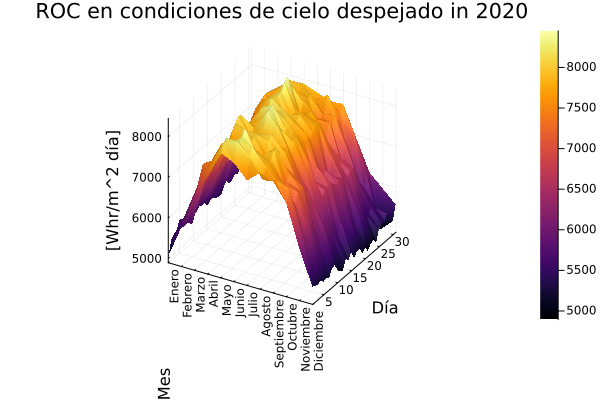 ROC en condiciones de cielo despejado in 2020
[Whr/m^2 día]
8000
7000
6000
5000
Enero
Febrero
Marzo
Abril
Mayo
Junio
Julio
Agosto
Septiembre
Octubre
Noviembre
Diciembre
Mes
5
10
15
20
25
30
Día
8000
7500
7000
6500
6000
5500
5000